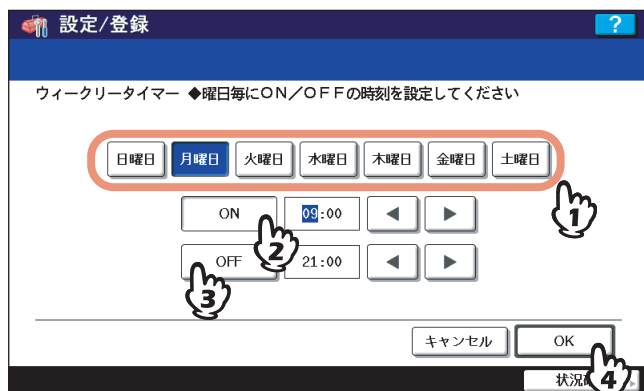 設定/登録 ?
ウィークリータイマー ◆曜日毎にON/OFFの時刻を設定してください
日曜日 月曜日 火曜日 水曜日 木曜日 金曜日 土曜日
1
ON 09:00
2
OFF 21:00
3
キャンセル OK
状況
4